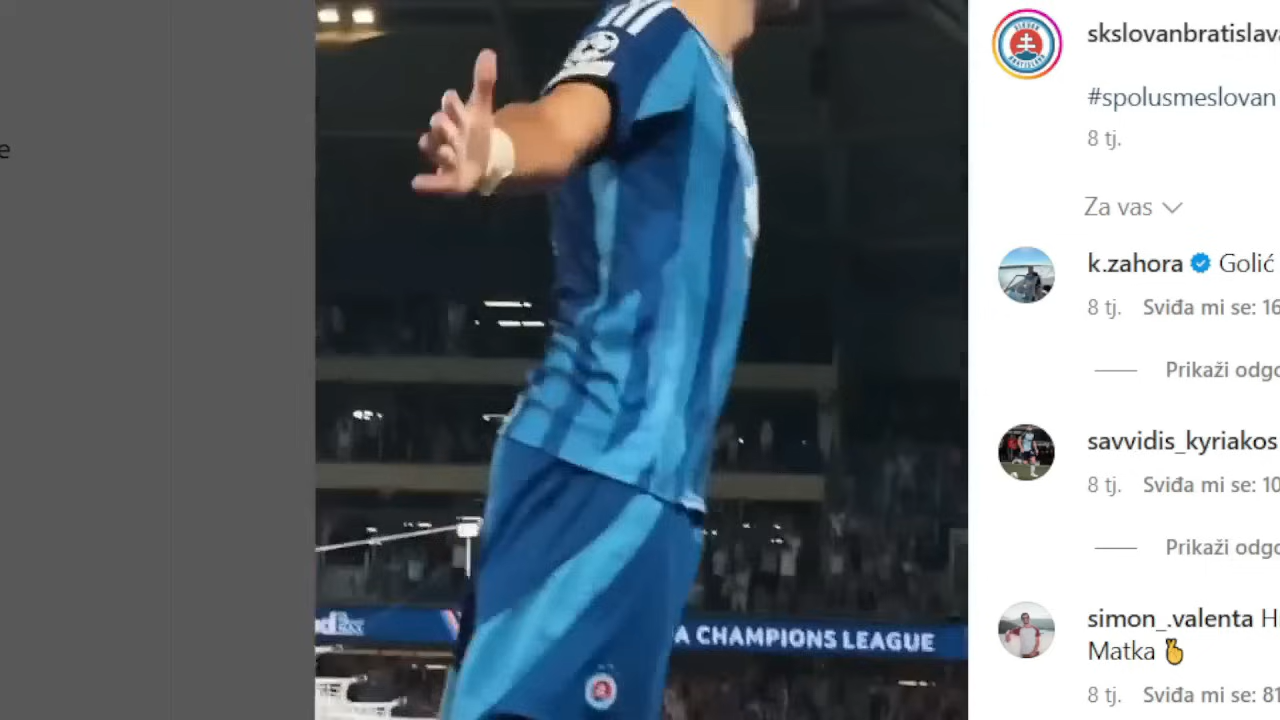 e
skslovanbratislava
#spolusmeslovan
8 tj.
Za vas
k.zahora Golić
8 tj. Sviđa mi se: 16
Prikaži odgo
savvidis_kyriakos
8 tj. Sviđa mi se: 10
Prikaži odgo
simon_.valenta
Matka
8 tj. Sviđa mi se: 81
A CHAMPIONS LEAGUE